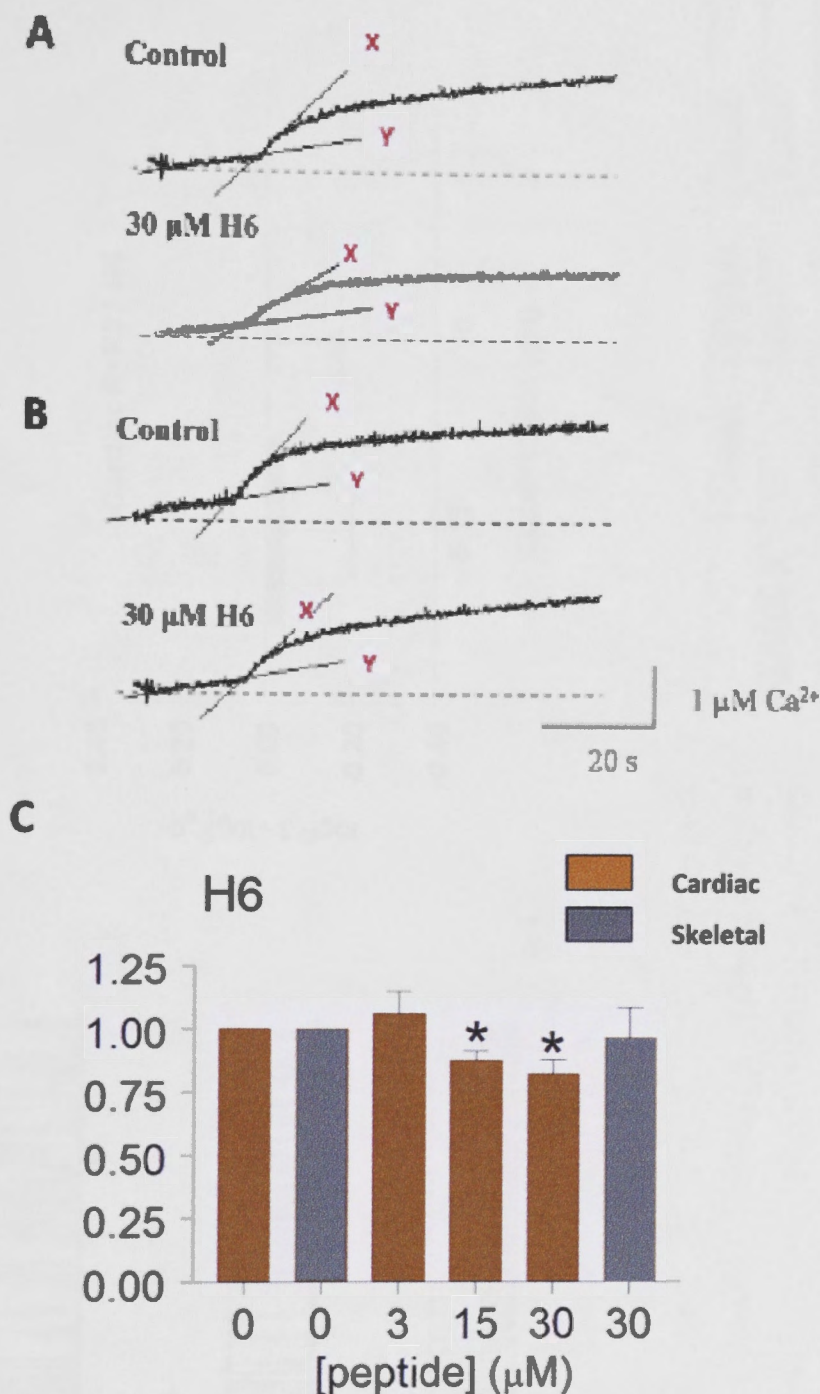 A
Control
X
Y
30 μM H6
X
Y
B
Control
X
Y
30 μM H6
X
Y
1 μM Ca²⁺
20 s
C
H6
Cardiac
Skeletal
1.25
1.00
0.75
0.50
0.25
0.00
*
*
0 0 3 15 30 30
[peptide] (μM)